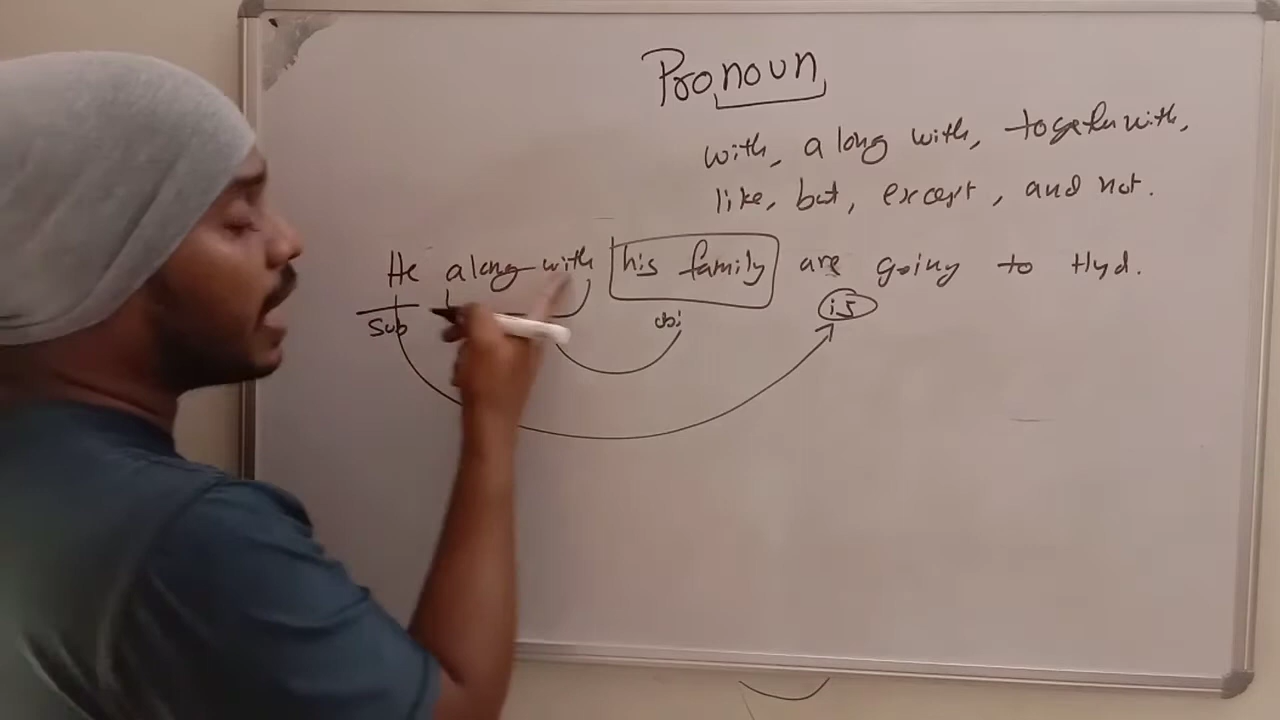 Pronoun
with, along with, together with,
like, but, except, and not.
He along with his family are going to Hyd.
Sub obj is